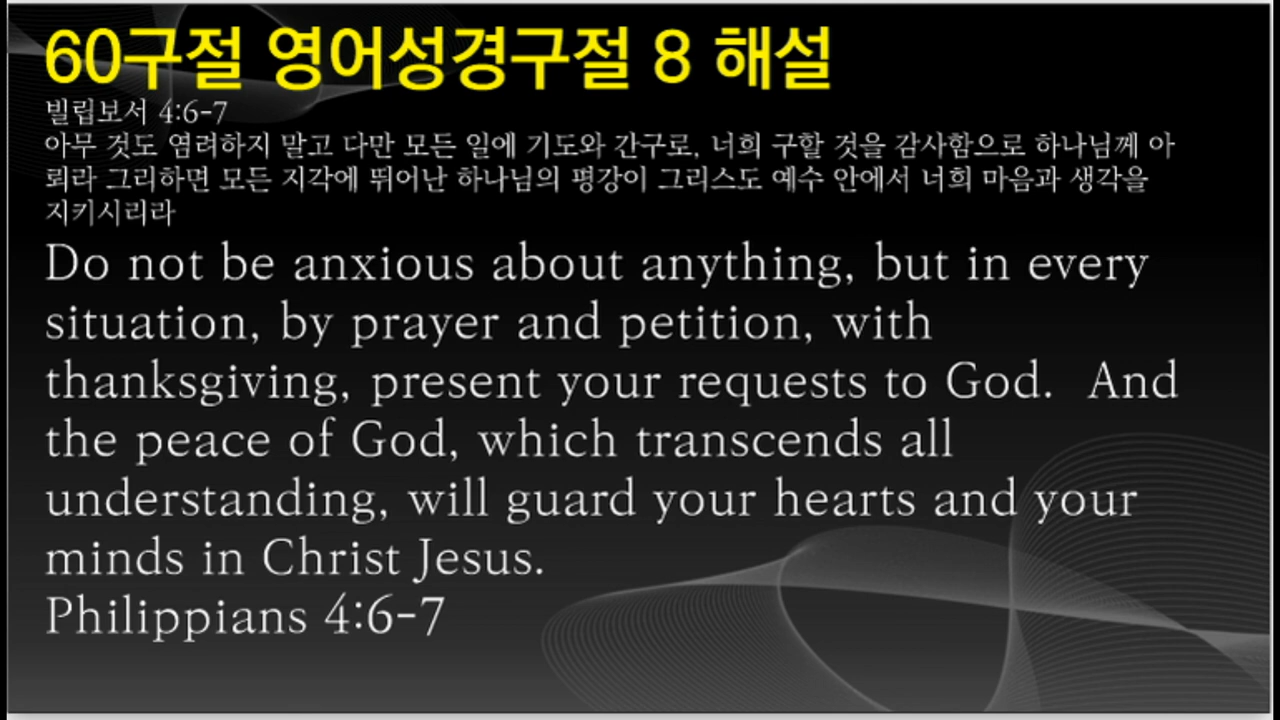 60구절 영어성경구절 8 해설
빌립보서 4:6-7
아무 것도 염려하지 말고 다만 모든 일에 기도와 간구로, 너희 구할 것을 감사함으로 하나님께 아
뢰라 그리하면 모든 지각에 뛰어난 하나님의 평강이 그리스도 예수 안에서 너희 마음과 생각을
지키시리라
Do not be anxious about anything, but in every
situation, by prayer and petition, with
thanksgiving, present your requests to God.  And
the peace of God, which transcends all
understanding, will guard your hearts and your
minds in Christ Jesus.
Philippians 4:6-7